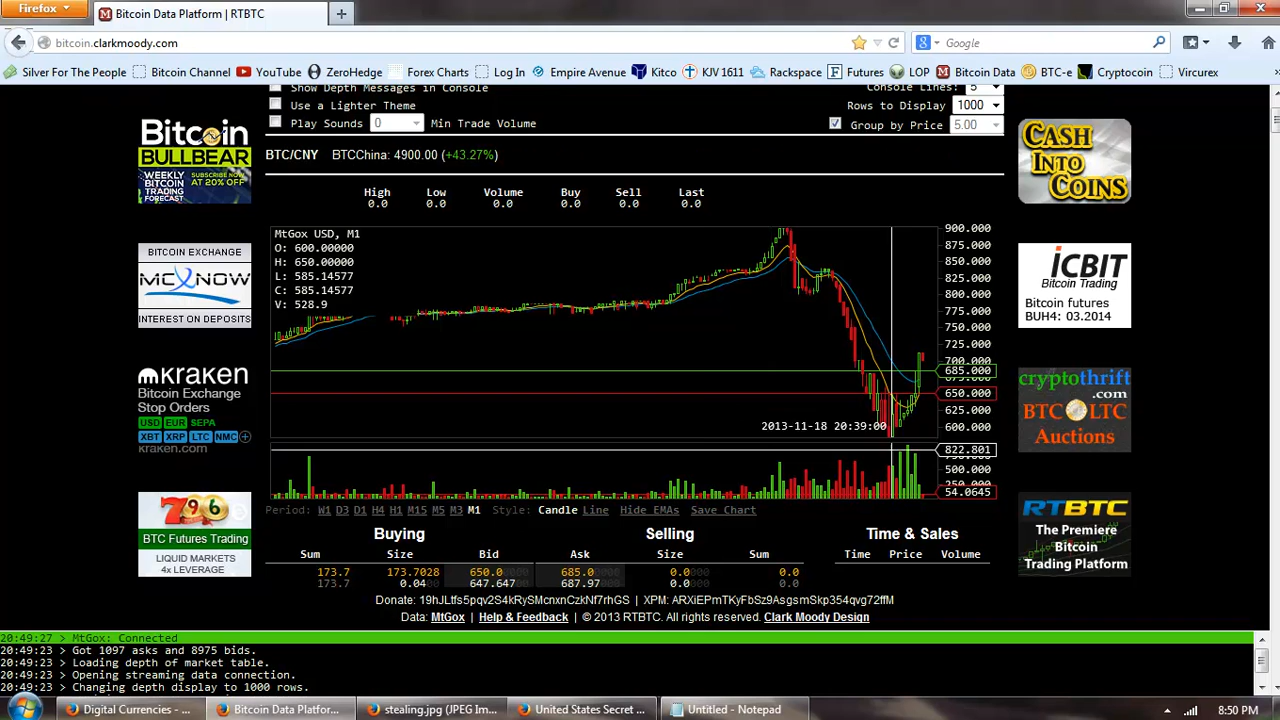 Firefox
Bitcoin Data Platform | RTBTC
bitcoin.clarkmoody.com
Google
Silver For The People
Bitcoin Channel
YouTube
ZeroHedge
Forex Charts
Log In
Empire Avenue
Kitco
KJV 1611
Rackspace
Futures
LOP
Bitcoin Data
BTC-e
Cryptocoin
Vircurex
Show Depth Messages in Console
Console Lines: 5
Use a Lighter Theme
Rows to Display 1000
Play Sounds 0 Min Trade Volume
Group by Price 5.00
BTC/CNY BTCChina: 4900.00 (+43.27%)
High Low Volume Buy Sell Last
0.0 0.0 0.0 0.0 0.0 0.0
Bitcoin
BULLBEAR
WEEKLY BITCOIN TRADING FORECAST
SUBSCRIBE NOW AT 20% OFF
BITCOIN EXCHANGE
MCXNOW
INTEREST ON DEPOSITS
kraken
Bitcoin Exchange
Stop Orders
USD EUR SEPA
XBT XRP LTC NMC
kraken.com
796
BTC Futures Trading
LIQUID MARKETS
4x LEVERAGE
MtGox USD, M1
O: 600.00000
H: 650.00000
L: 585.14577
C: 585.14577
V: 528.9
900.000
875.000
850.000
825.000
800.000
775.000
750.000
725.000
700.000
685.000
650.000
625.000
600.000
2013-11-18 20:39:00
822.801
500.000
250.000
54.0645
Period: W1 D3 D1 H4 H1 M15 M5 M3 M1 Style: Candle Line Hide EMAs Save Chart
Buying Selling Time & Sales
Sum Size Bid Ask Size Sum Time Price Volume
173.7 173.7028 650.0 685.0 0.0 0.0
173.7 0.04 647.647 687.97 0.0 0.0
Donate: 19hJLtfs5pqv2S4kRySMcnxnCzkNf7rhGS | XPM: ARXiEPmTKyFbSz9AsgsmSkp354qvg72ffM
Data: MtGox | Help & Feedback | © 2013 RTBTC. All rights reserved. Clark Moody Design
CASH
INTO
COINS
ICBIT
Bitcoin Trading
Bitcoin futures
BUH4: 03.2014
cryptothrift
.com
BTC LTC
Auctions
RTBTC
The Premiere
Bitcoin
Trading Platform
20:49:27 > MtGox: Connected
20:49:23 > Got 1097 asks and 8975 bids.
20:49:23 > Loading depth of market table.
20:49:23 > Opening streaming data connection.
20:49:23 > Changing depth display to 1000 rows.
Digital Currencies - ...
Bitcoin Data Platfor...
stealing.jpg (JPEG Im...
United States Secret ...
Untitled - Notepad
8:50 PM